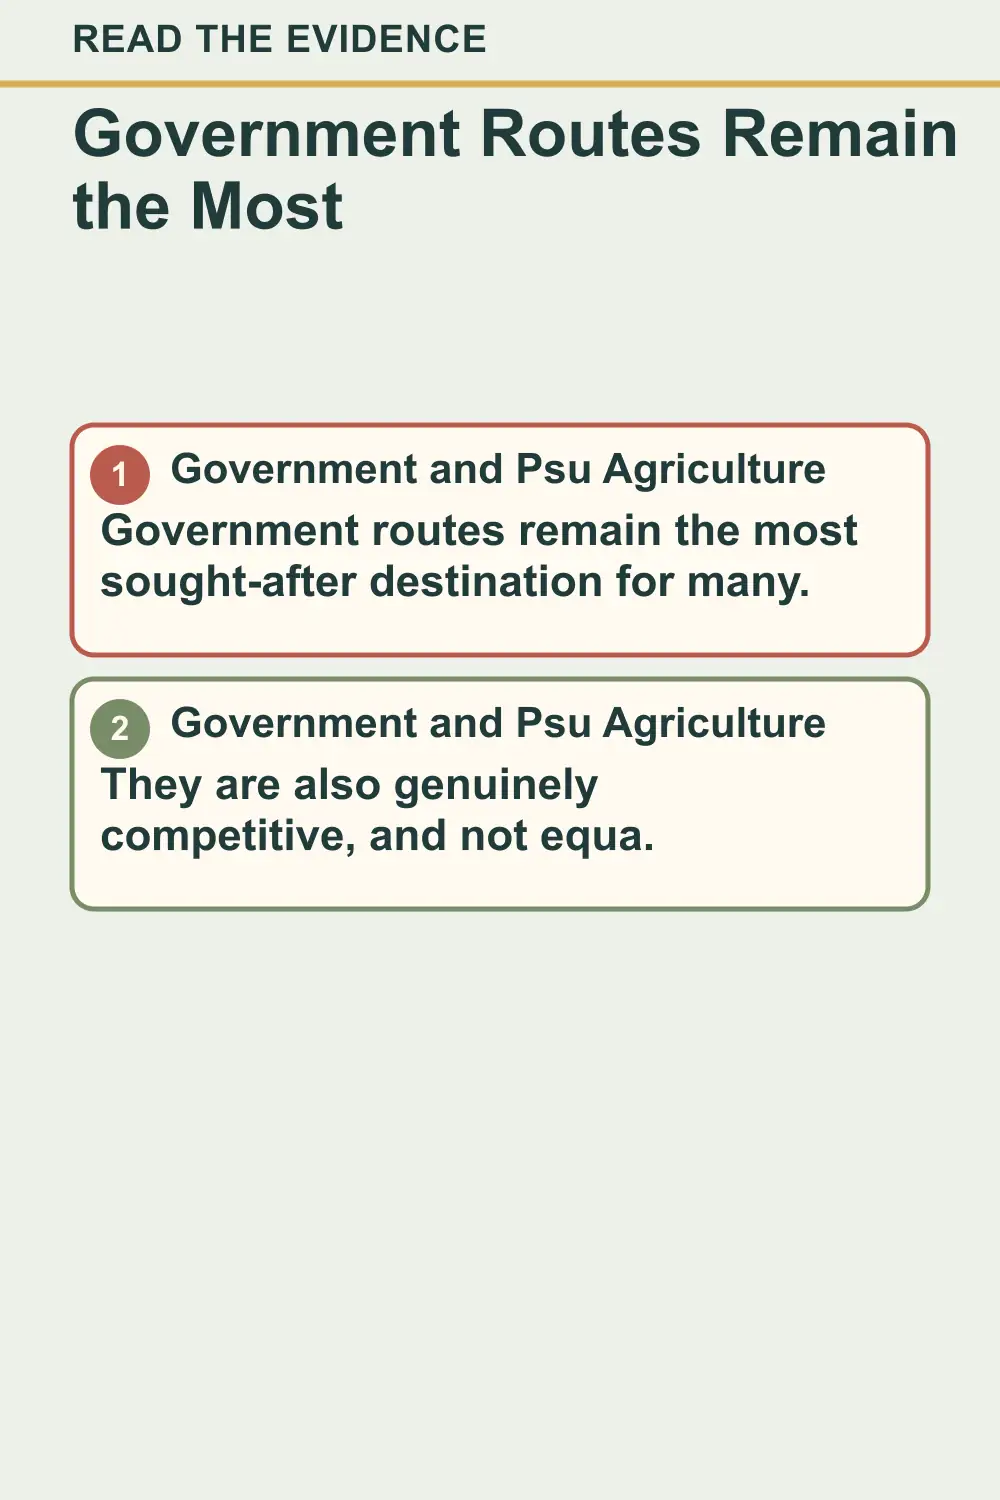 READ THE EVIDENCE
Government Routes Remain
the Most
1 Government and Psu Agriculture
Government routes remain the most
sought-after destination for many.
2 Government and Psu Agriculture
They are also genuinely
competitive, and not equa.